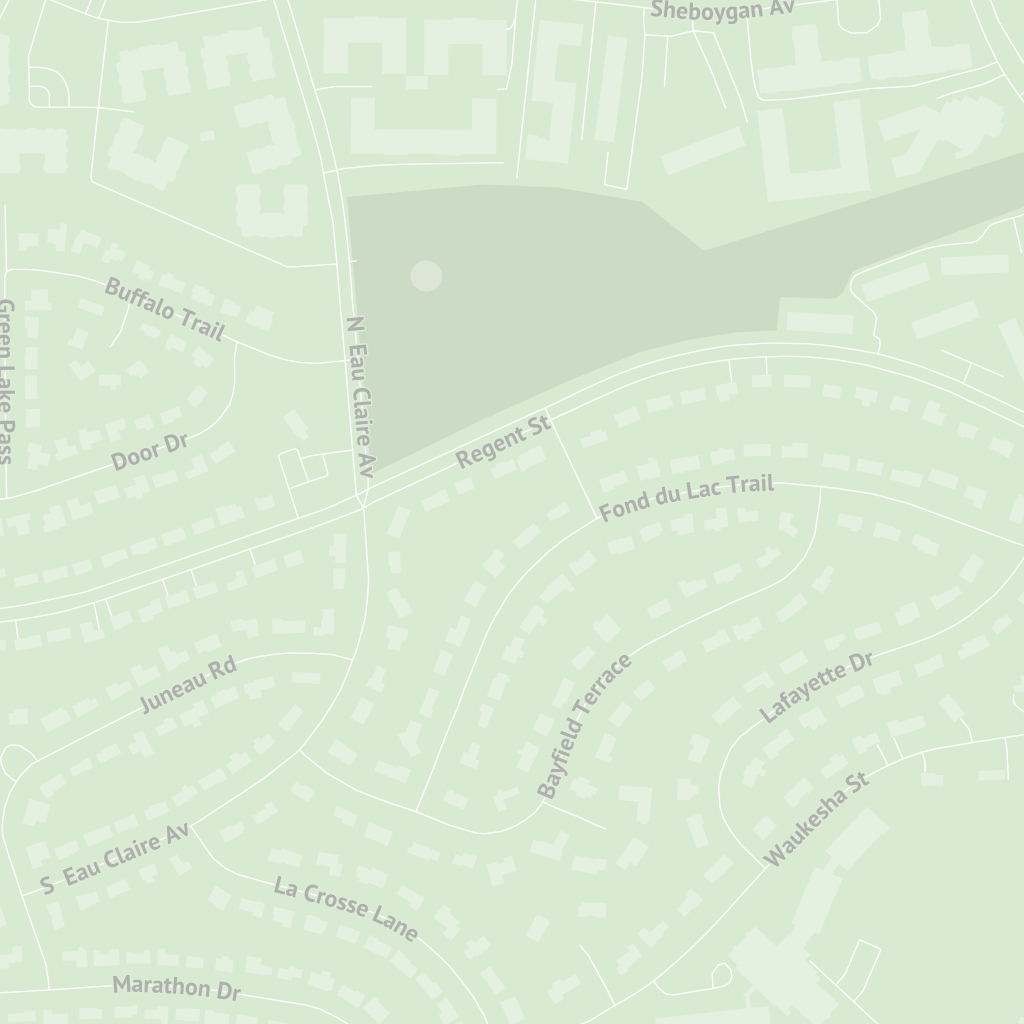 Sheboygan Av
Buffalo Trail
Green Lake Pass
N Eau Claire Av
Door Dr
Regent St
Fond du Lac Trail
Juneau Rd
Bayfield Terrace
Lafayette Dr
Waukesha St
S Eau Claire Av
La Crosse Lane
Marathon Dr